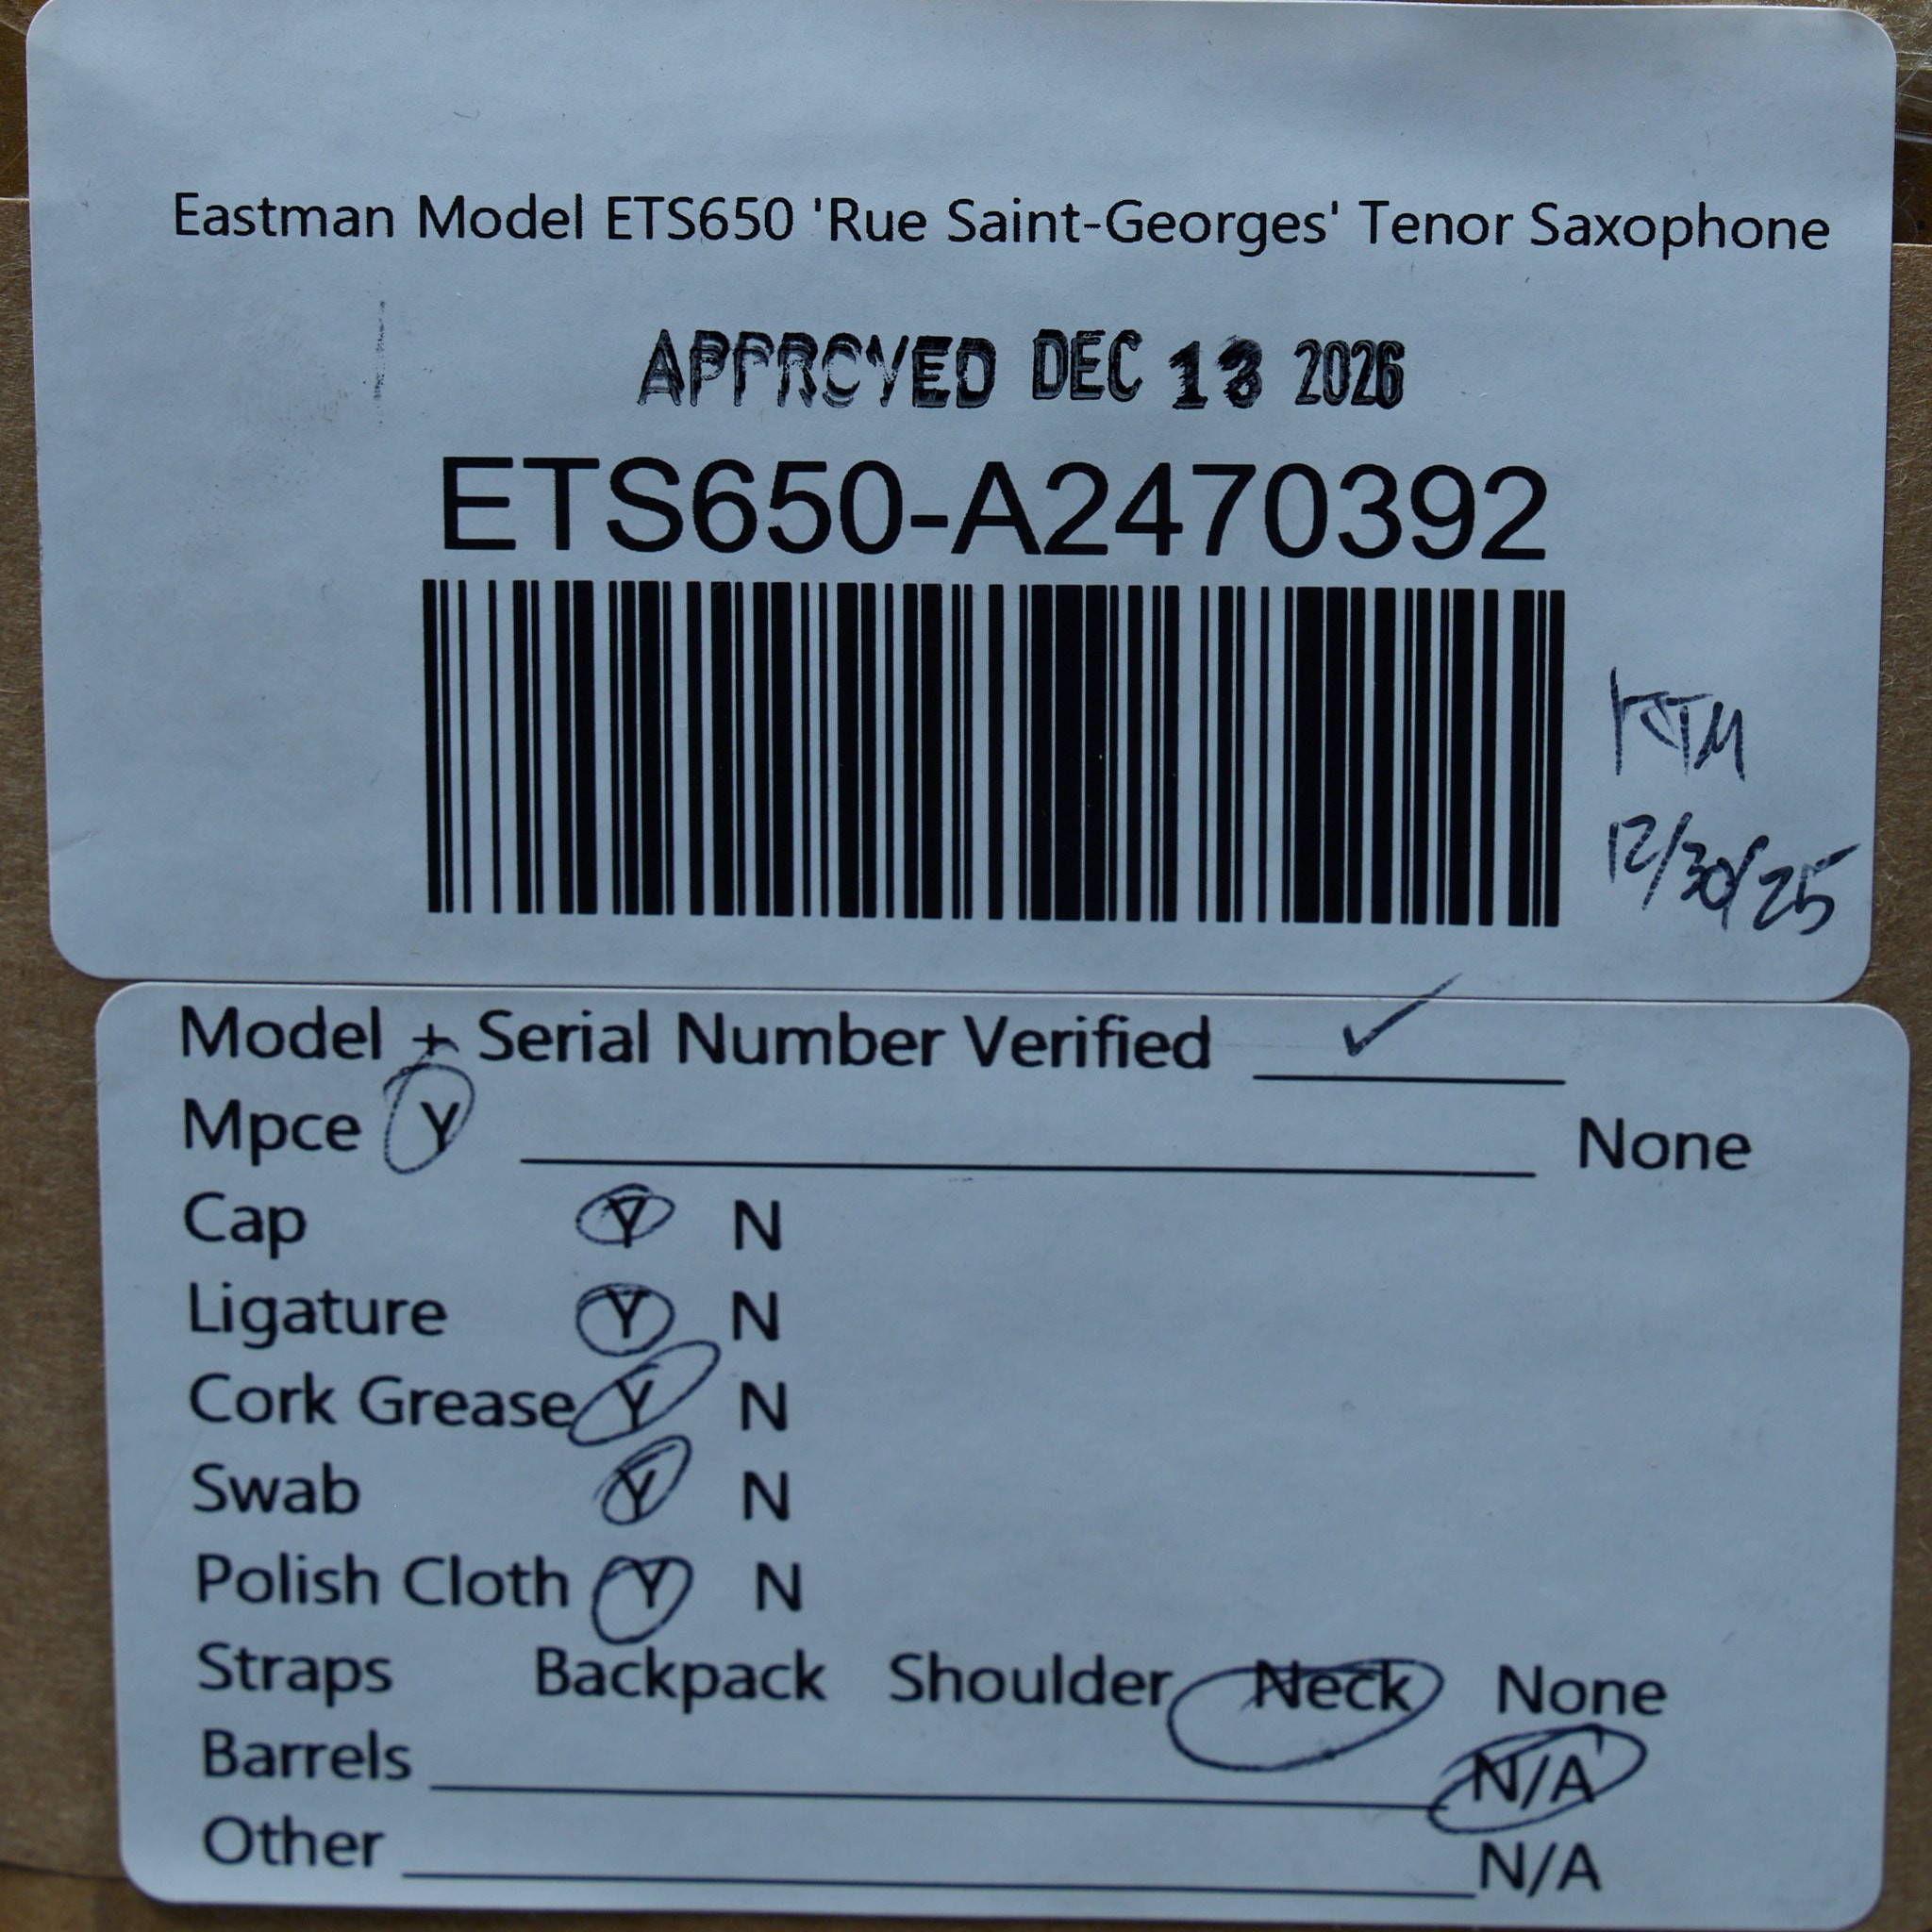 Eastman Model ETS650 'Rue Saint-Georges' Tenor Saxophone
APPROVED DEC 13 2026
ETS650-A2470392
KTM
12/30/25
Model + Serial Number Verified ✓
Mpce Y None
Cap Y N
Ligature Y N
Cork Grease Y N
Swab Y N
Polish Cloth Y N
Straps Backpack Shoulder Neck None
Barrels N/A
Other N/A